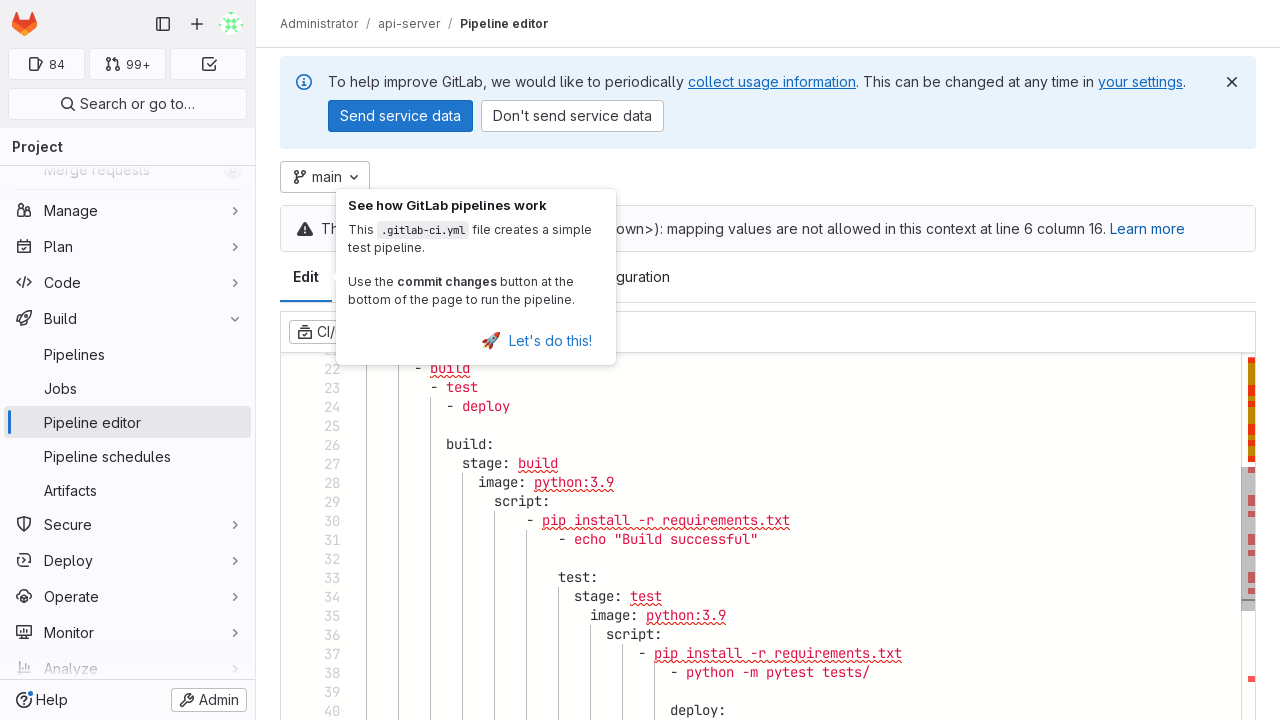 Administrator / api-server / Pipeline editor
84
99+
Search or go to…
Project
Merge requests
Manage
Plan
Code
Build
Pipelines
Jobs
Pipeline editor
Pipeline schedules
Artifacts
Secure
Deploy
Operate
Monitor
Analyze
Help
Admin
To help improve GitLab, we would like to periodically collect usage information. This can be changed at any time in your settings.
Send service data
Don't send service data
main
own>): mapping values are not allowed in this context at line 6 column 16. Learn more
See how GitLab pipelines work
This .gitlab-ci.yml file creates a simple
test pipeline.
Use the commit changes button at the
bottom of the page to run the pipeline.
🚀 Let's do this!
Edit
guration
CI/
22 - build
23 - test
24 - deploy
25
26 build:
27 stage: build
28 image: python:3.9
29 script:
30 - pip install -r requirements.txt
31 - echo "Build successful"
32
33 test:
34 stage: test
35 image: python:3.9
36 script:
37 - pip install -r requirements.txt
38 - python -m pytest tests/
39
40 deploy: